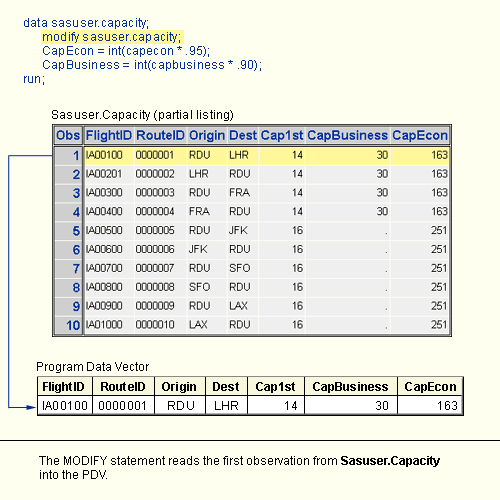 data sasuser.capacity;
modify sasuser.capacity;
CapEcon = int(capecon * .95);
CapBusiness = int(capbusiness * .90);
run;
Sasuser.Capacity (partial listing)
Obs FlightID RouteID Origin Dest Cap1st CapBusiness CapEcon
1 IA00100 0000001 RDU LHR 14 30 163
2 IA00201 0000002 LHR RDU 14 30 163
3 IA00300 0000003 RDU FRA 14 30 163
4 IA00400 0000004 FRA RDU 14 30 163
5 IA00500 0000005 RDU JFK 16 . 251
6 IA00600 0000006 JFK RDU 16 . 251
7 IA00700 0000007 RDU SFO 16 . 251
8 IA00800 0000008 SFO RDU 16 . 251
9 IA00900 0000009 RDU LAX 16 . 251
10 IA01000 0000010 LAX RDU 16 . 251
Program Data Vector
FlightID RouteID Origin Dest Cap1st CapBusiness CapEcon
IA00100 0000001 RDU LHR 14 30 163
The MODIFY statement reads the first observation from Sasuser.Capacity
into the PDV.